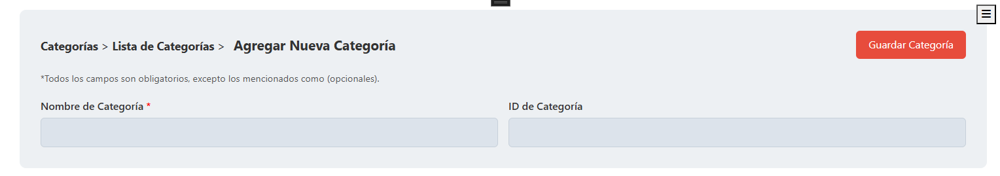 Categorías > Lista de Categorías > Agregar Nueva Categoría
Guardar Categoría
*Todos los campos son obligatorios, excepto los mencionados como (opcionales).
Nombre de Categoría *
ID de Categoría